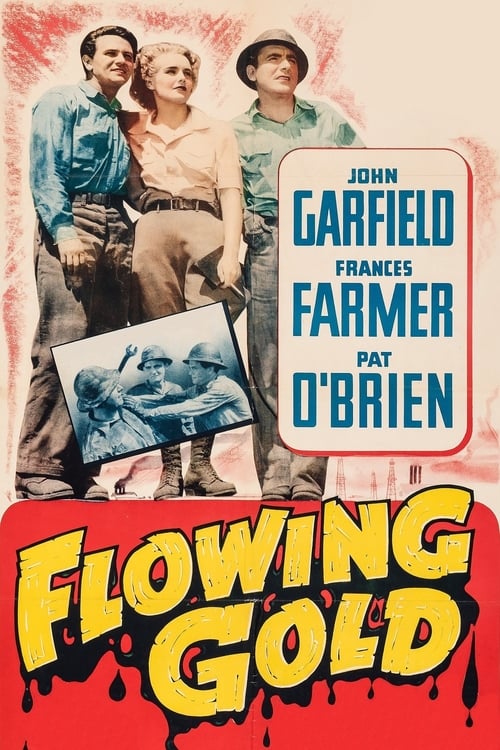 JOHN
GARFIELD
FRANCES
FARMER
PAT
O'BRIEN
FLOWING
GOLD